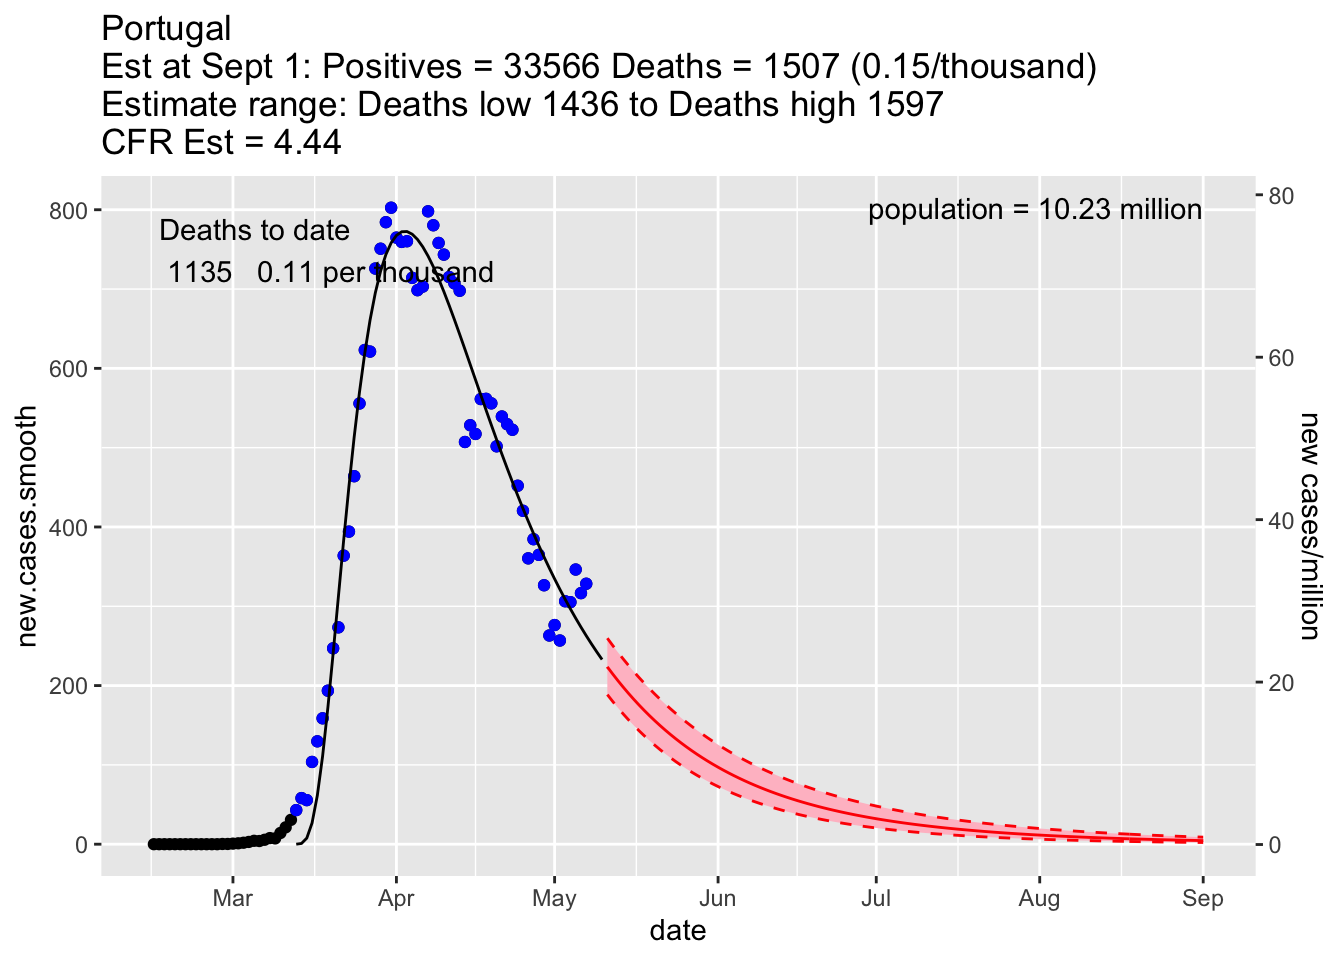 Portugal
Est at Sept 1: Positives = 33566 Deaths = 1507 (0.15/thousand)
Estimate range: Deaths low 1436 to Deaths high 1597
CFR Est = 4.44
800
600
400
200
0
new.cases.smooth
Deaths to date
1135 0.11 per thousand
population = 10.23 million
80
60
40
20
0
new cases/million
Mar Apr May Jun Jul Aug Sep
date